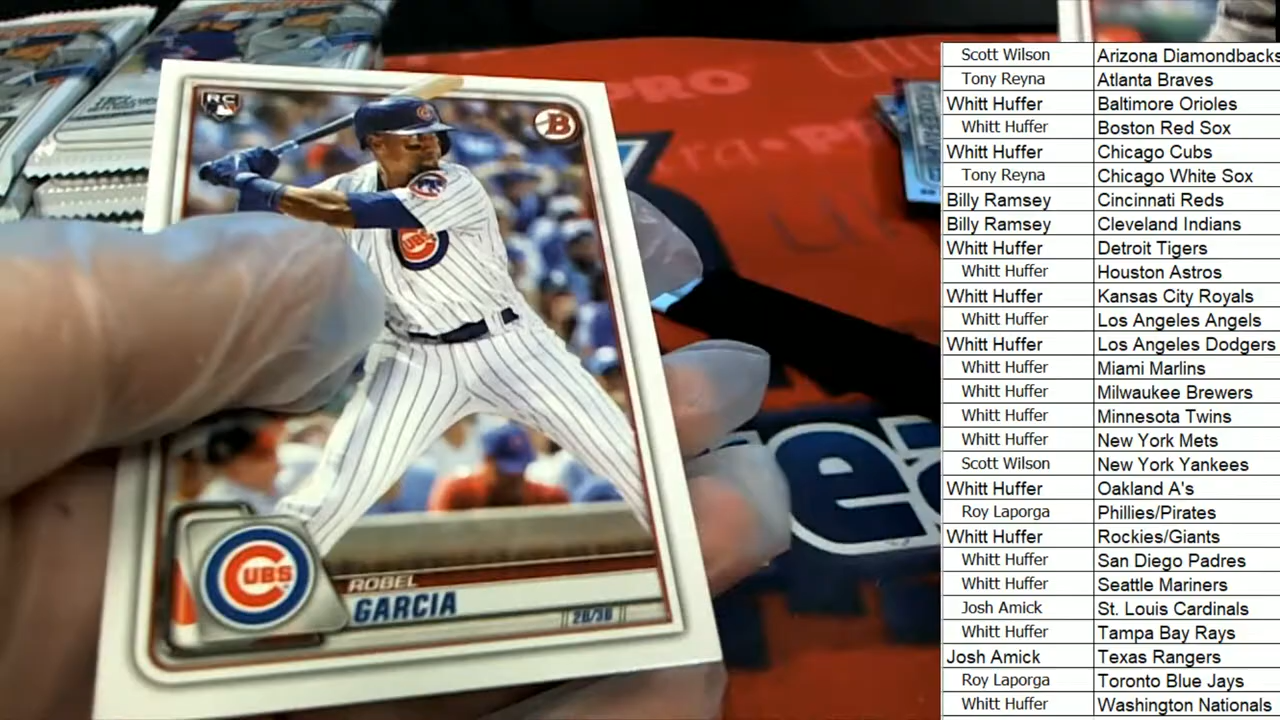 RC
B
CUBS
CUBS
ROBEL
GARCIA
PRO
Scott Wilson Arizona Diamondbacks
Tony Reyna Atlanta Braves
Whitt Huffer Baltimore Orioles
Whitt Huffer Boston Red Sox
Whitt Huffer Chicago Cubs
Tony Reyna Chicago White Sox
Billy Ramsey Cincinnati Reds
Billy Ramsey Cleveland Indians
Whitt Huffer Detroit Tigers
Whitt Huffer Houston Astros
Whitt Huffer Kansas City Royals
Whitt Huffer Los Angeles Angels
Whitt Huffer Los Angeles Dodgers
Whitt Huffer Miami Marlins
Whitt Huffer Milwaukee Brewers
Whitt Huffer Minnesota Twins
Whitt Huffer New York Mets
Scott Wilson New York Yankees
Whitt Huffer Oakland A's
Roy Laporga Phillies/Pirates
Whitt Huffer Rockies/Giants
Whitt Huffer San Diego Padres
Whitt Huffer Seattle Mariners
Josh Amick St. Louis Cardinals
Whitt Huffer Tampa Bay Rays
Josh Amick Texas Rangers
Roy Laporga Toronto Blue Jays
Whitt Huffer Washington Nationals